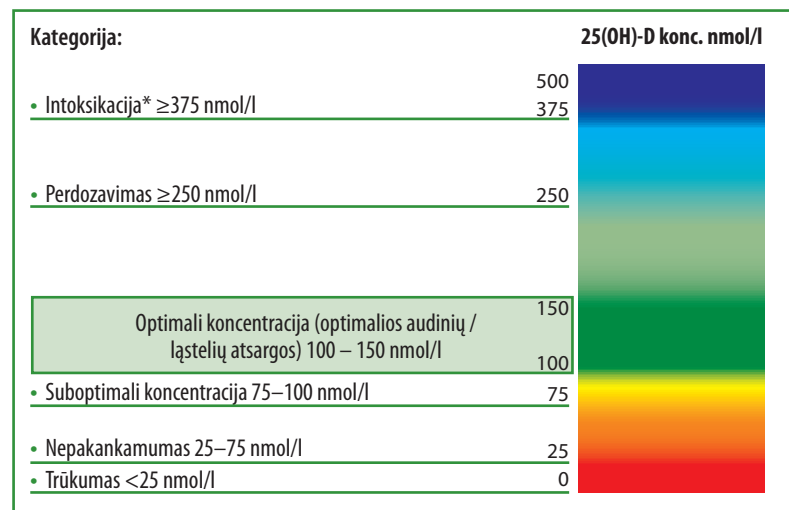 Kategorija: 25(OH)-D konc. nmol/l
500
• Intoksikacija* ≥375 nmol/l 375
• Perdozavimas ≥250 nmol/l 250
150
Optimali koncentracija (optimalios audinių /
ląstelių atsargos) 100 – 150 nmol/l
100
• Suboptimali koncentracija 75–100 nmol/l 75
• Nepakankamumas 25–75 nmol/l 25
• Trūkumas <25 nmol/l 0